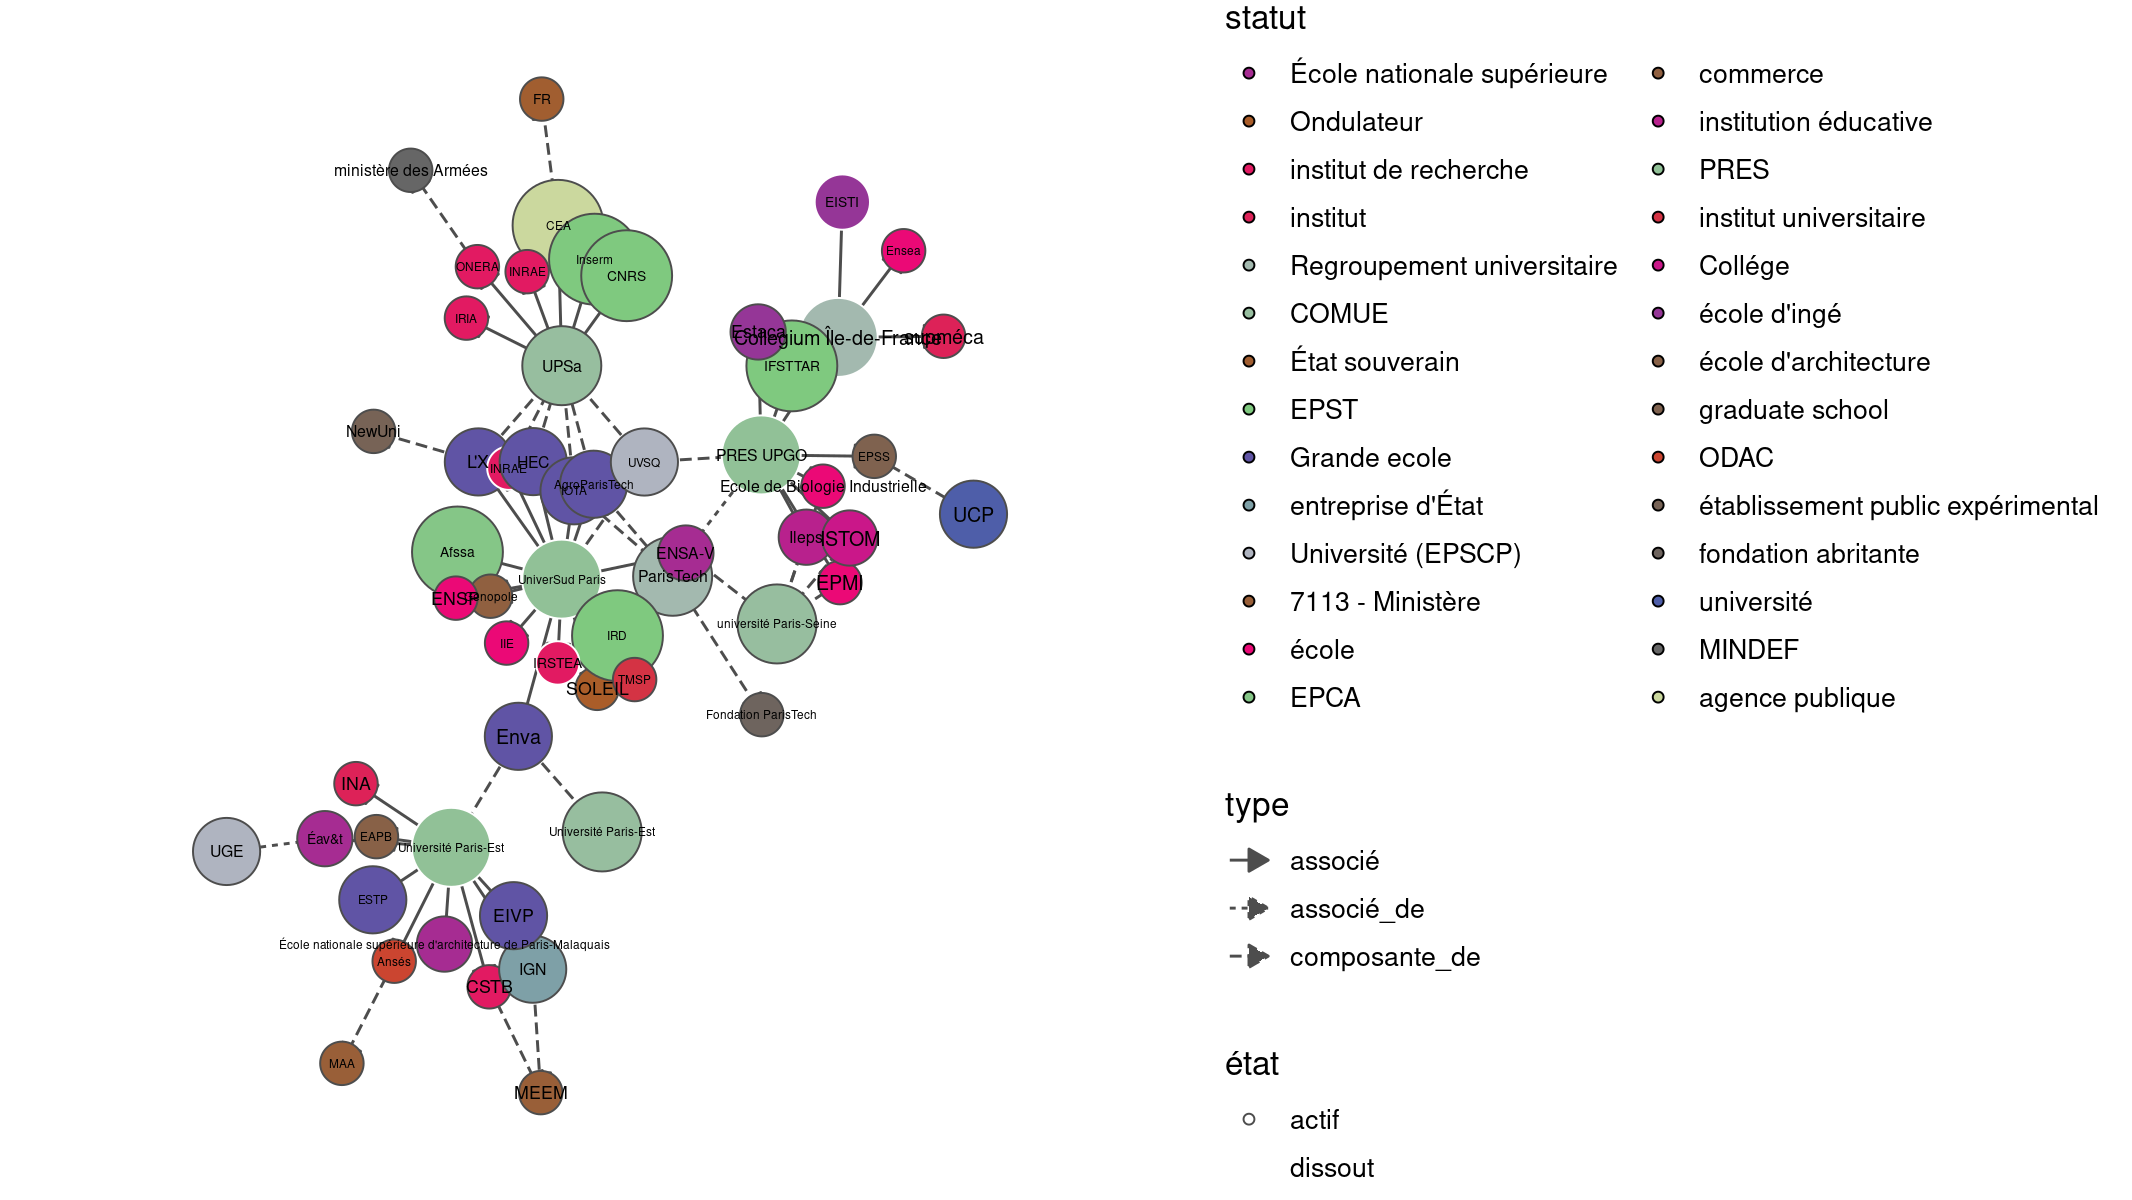 statut
École nationale supérieure
Ondulateur
institut de recherche
institut
Regroupement universitaire
COMUE
État souverain
EPST
Grande ecole
entreprise d'État
Université (EPSCP)
7113 - Ministère
école
EPCA
commerce
institution éducative
PRES
institut universitaire
Collége
école d'ingé
école d'architecture
graduate school
ODAC
établissement public expérimental
fondation abritante
université
MINDEF
agence publique
type
associé
associé_de
composante_de
état
actif
dissout
FR
ministère des Armées
CEA
EISTI
Ensea
Inserm
ONERA
INRAE
CNRS
IRIA
Estaca
Collegium Île-de-France
supméca
UPSa
IFSTTAR
NewUni
PRES UPGO
EPSS
L'X
INRAE
HEC
UVSQ
AgroParisTech
IOTA
Ecole de Biologie Industrielle
UCP
Ileps
ISTOM
Afssa
ENSA-V
UniverSud Paris
ParisTech
EPMI
ENSP
Génopole
université Paris-Seine
IRD
IIE
IRSTEA
SOLEIL
TMSP
Fondation ParisTech
Enva
INA
Université Paris-Est
Éav&t
EAPB
Université Paris-Est
UGE
ESTP
EIVP
École nationale supérieure d'architecture de Paris-Malaquais
Ansés
IGN
CSTB
MAA
MEEM